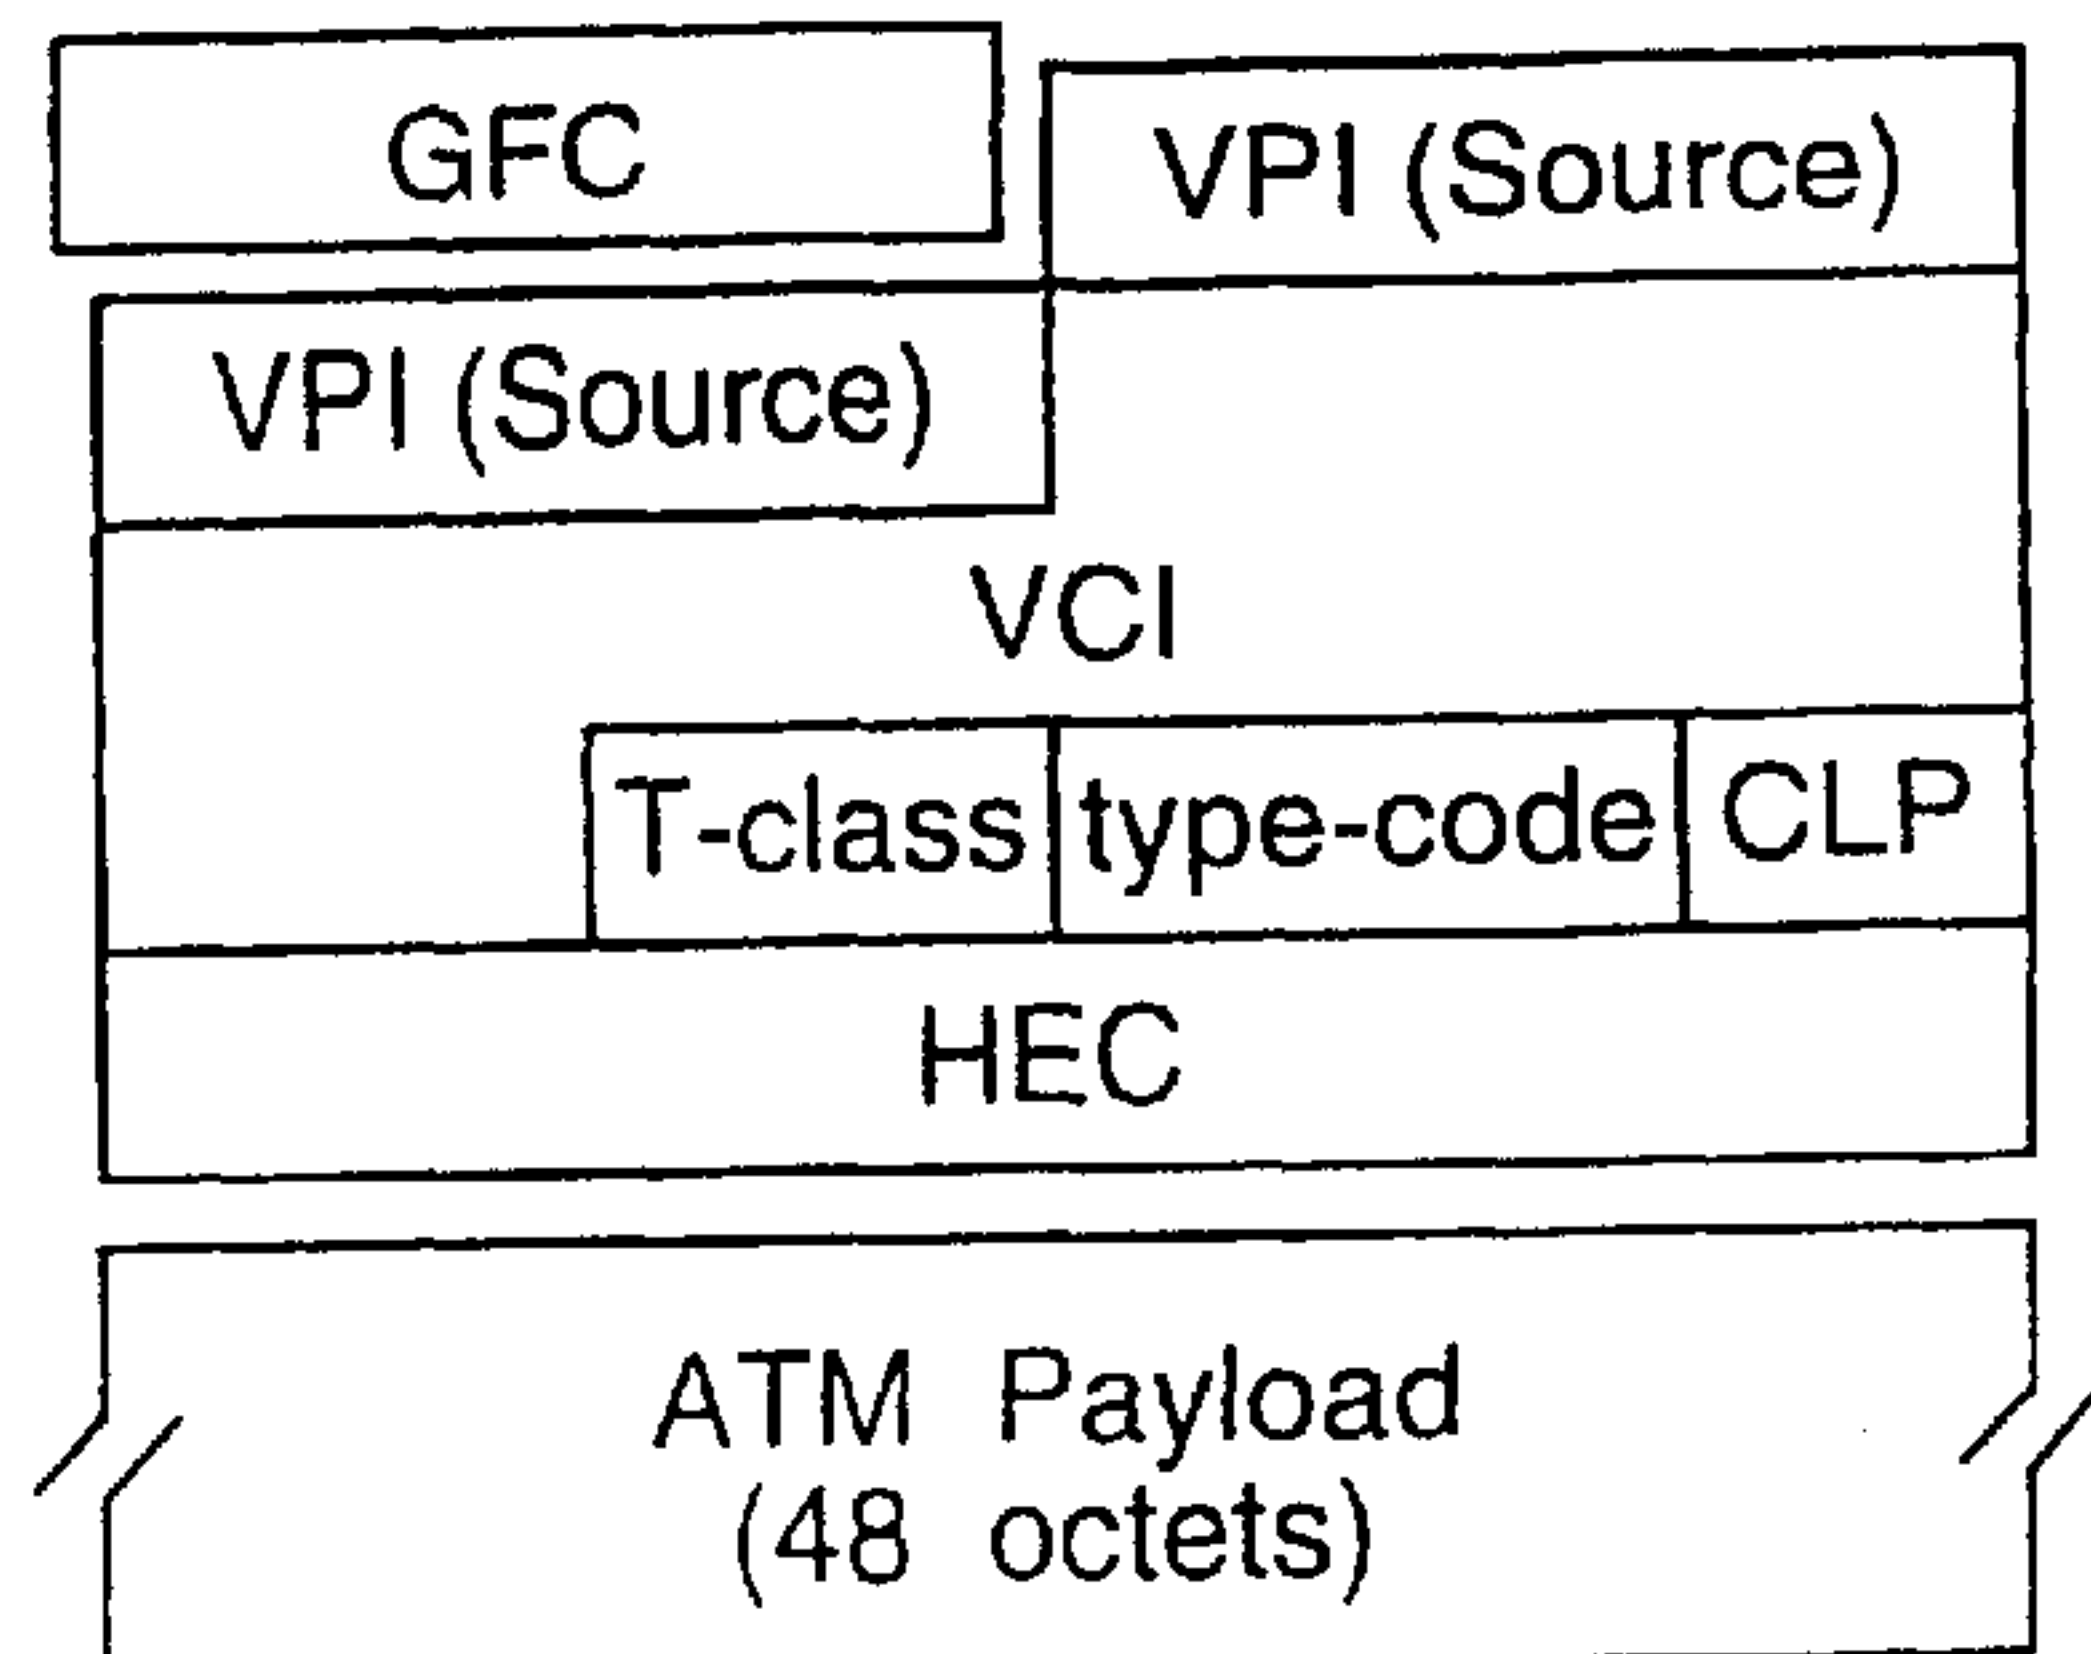 GFC
VPI (Source)
VPI (Source)
VCI
T-class type-code CLP
HEC
ATM Payload
(48 octets)